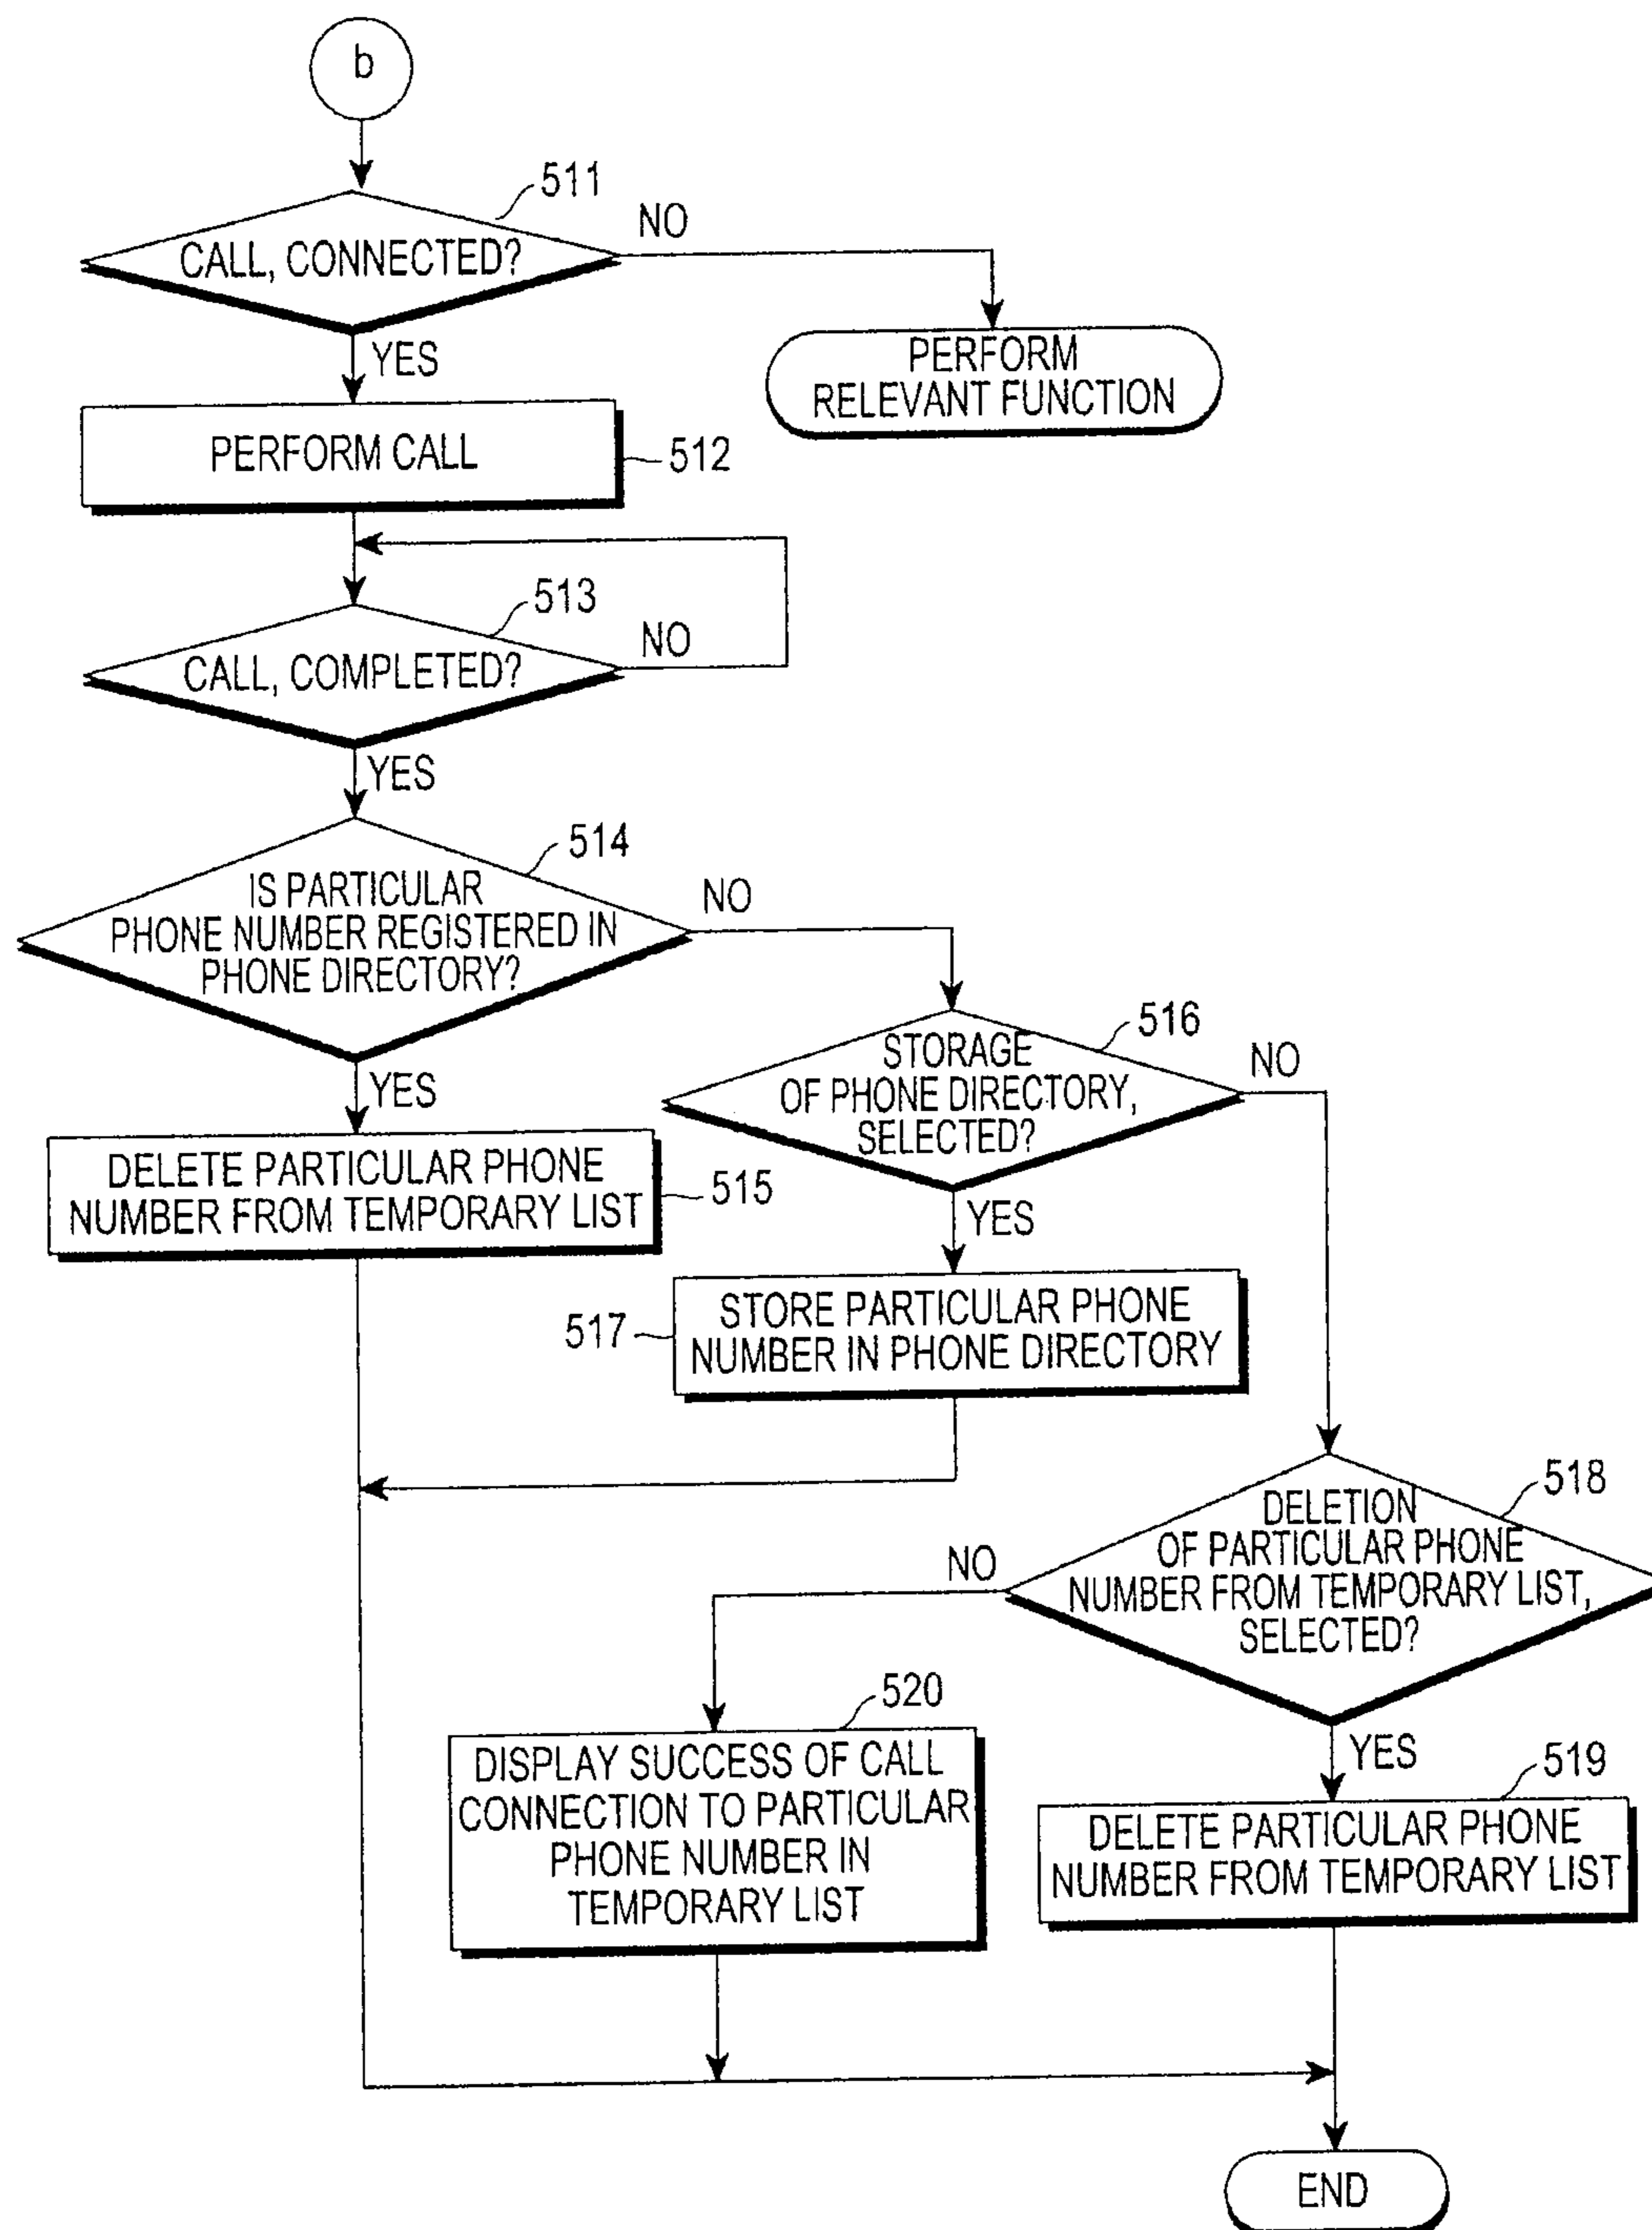 b
511
CALL, CONNECTED?
NO
YES
PERFORM
RELEVANT FUNCTION
PERFORM CALL
512
513
CALL, COMPLETED?
NO
YES
514
IS PARTICULAR
PHONE NUMBER REGISTERED IN
PHONE DIRECTORY?
NO
YES
516
STORAGE
OF PHONE DIRECTORY,
SELECTED?
NO
YES
DELETE PARTICULAR PHONE
NUMBER FROM TEMPORARY LIST
515
517
STORE PARTICULAR PHONE
NUMBER IN PHONE DIRECTORY
518
DELETION
OF PARTICULAR PHONE
NUMBER FROM TEMPORARY LIST,
SELECTED?
NO
YES
520
DISPLAY SUCCESS OF CALL
CONNECTION TO PARTICULAR
PHONE NUMBER IN
TEMPORARY LIST
519
DELETE PARTICULAR PHONE
NUMBER FROM TEMPORARY LIST
END